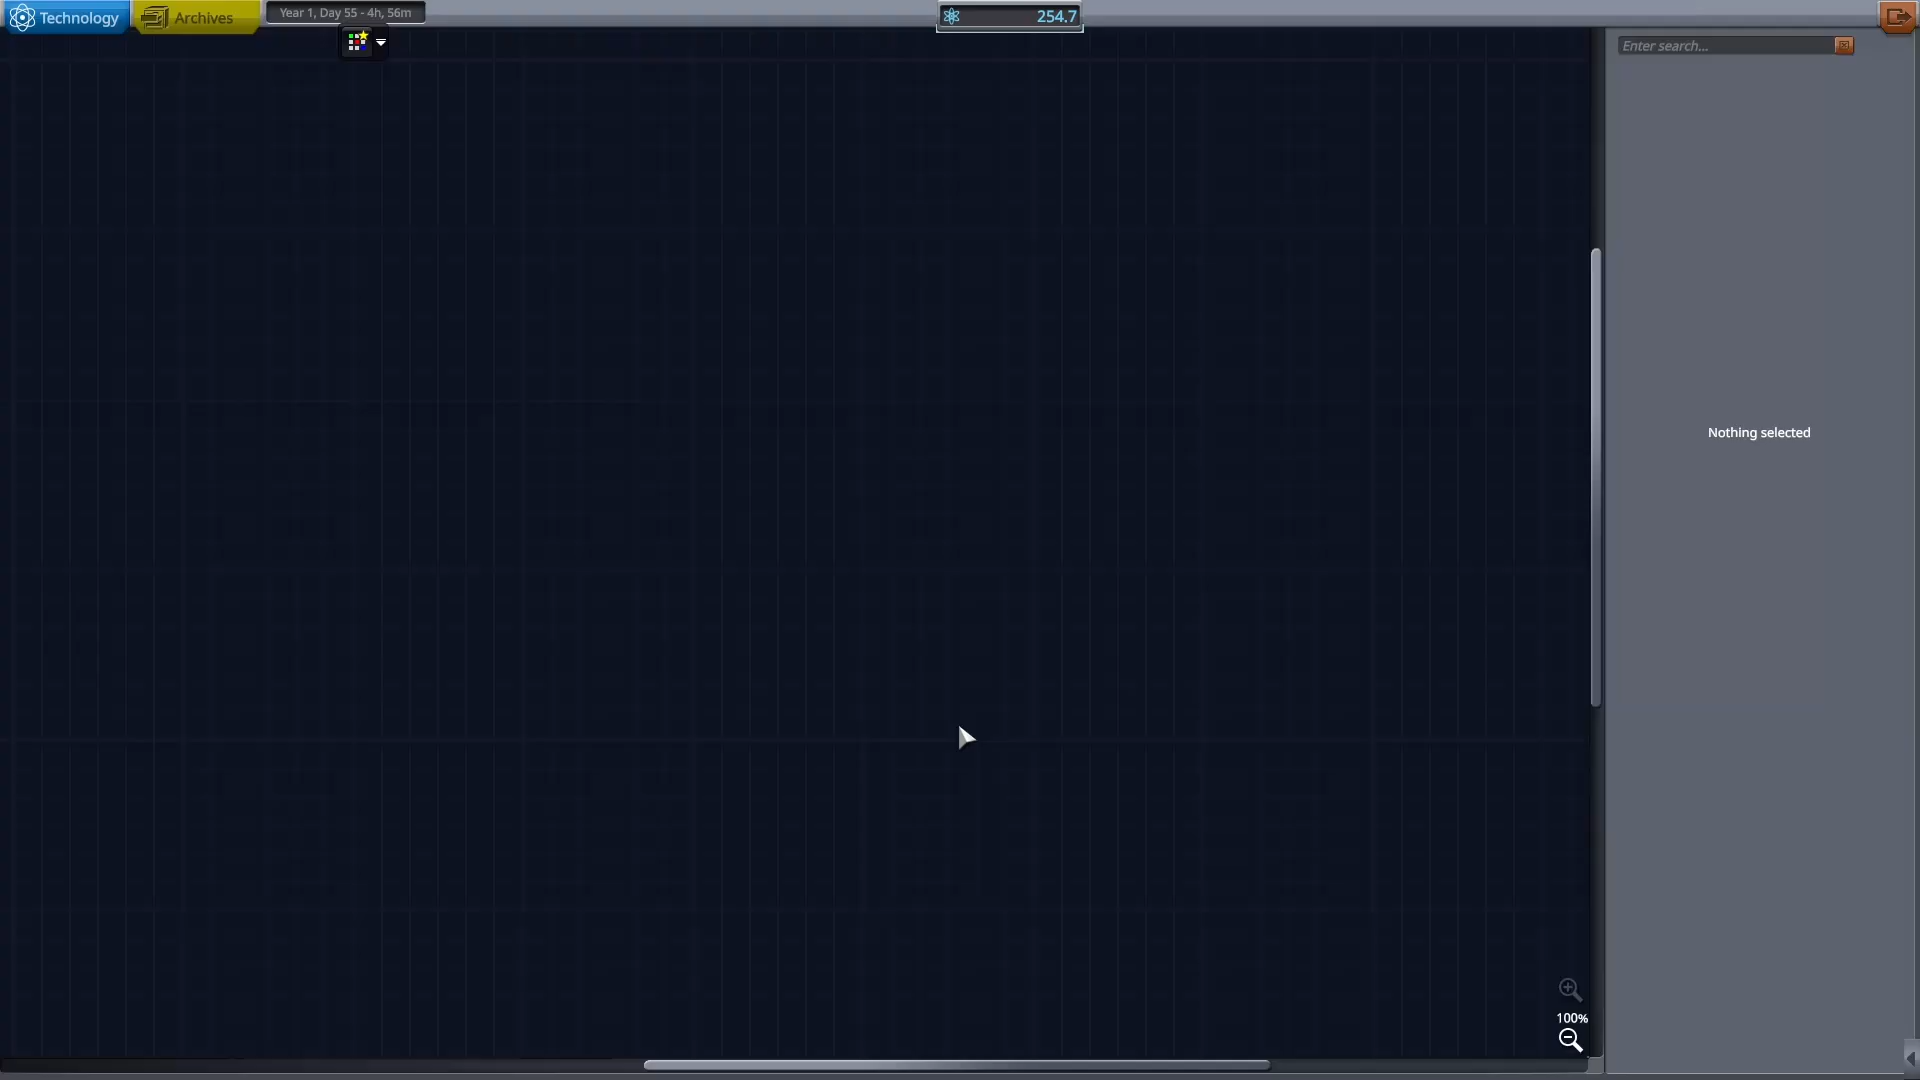 Technology
Archives
Year 1, Day 55 - 4h, 56m
254.7
Enter search...
Nothing selected
100%